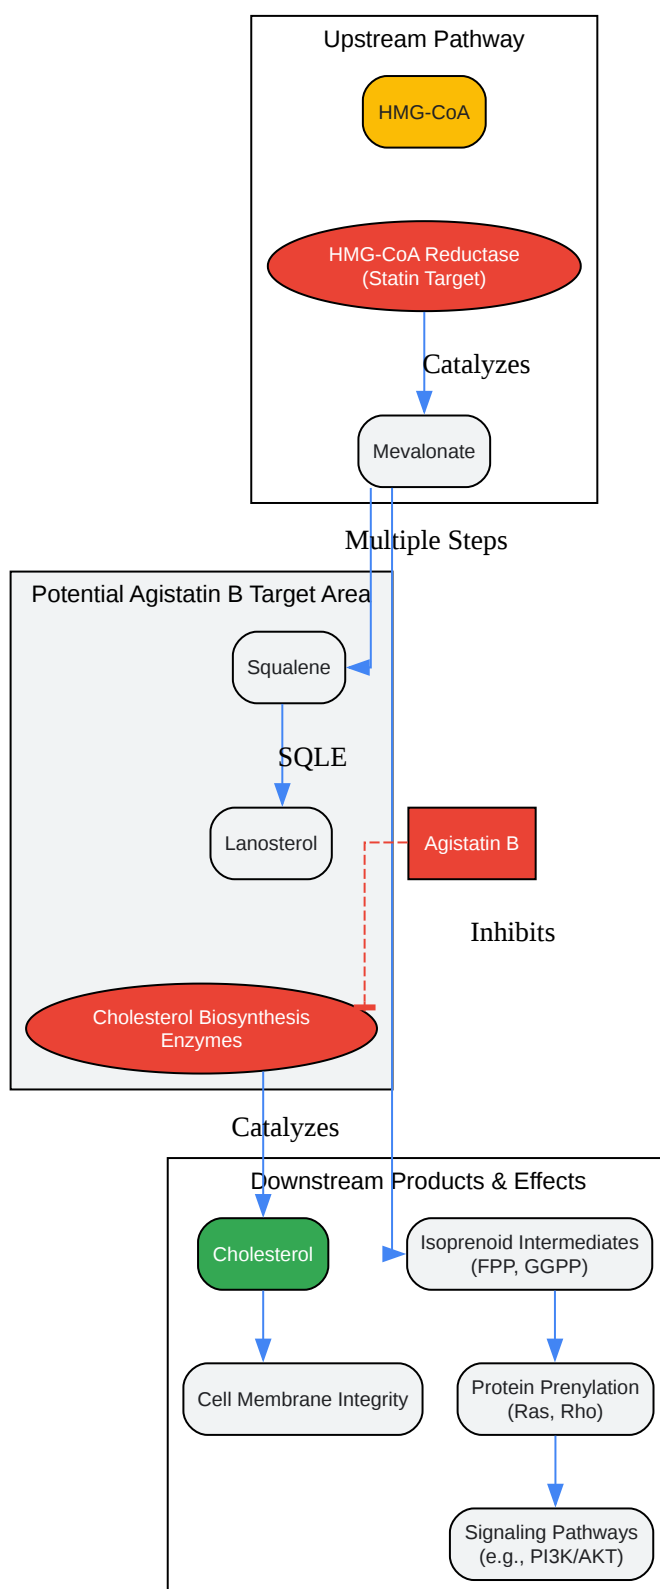 Upstream Pathway
HMG-CoA
HMG-CoA Reductase
(Statin Target)
Catalyzes
Mevalonate
Multiple Steps
Potential Agistatin B Target Area
Squalene
SQLE
Lanosterol
Agistatin B
Inhibits
Cholesterol Biosynthesis
Enzymes
Catalyzes
Downstream Products & Effects
Cholesterol
Isoprenoid Intermediates
(FPP, GGPP)
Cell Membrane Integrity
Protein Prenylation
(Ras, Rho)
Signaling Pathways
(e.g., PI3K/AKT)